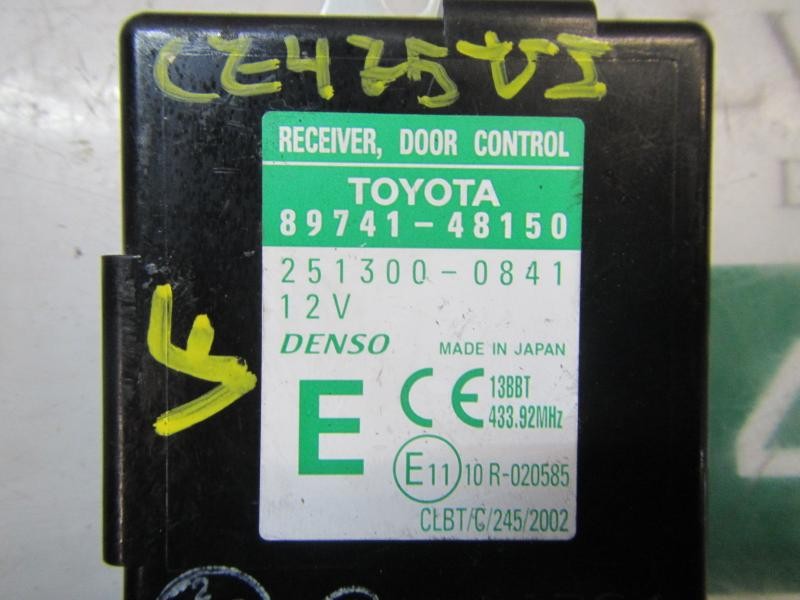 RECEIVER, DOOR CONTROL
TOYOTA
89741-48150
251300-0841
12V
DENSO MADE IN JAPAN
E CE 13BBT
433.92MHz
E11 10 R-020585
CLBT/C/245/2002